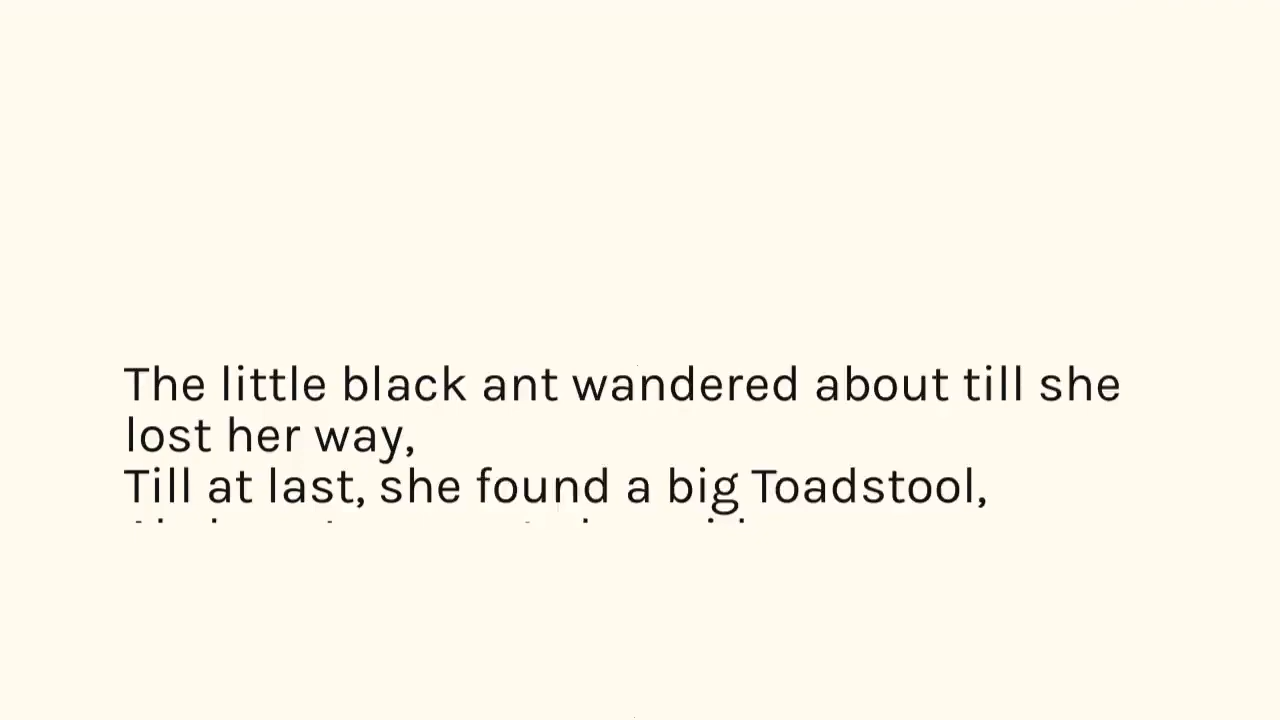 The little black ant wandered about till she
lost her way,
Till at last, she found a big Toadstool,